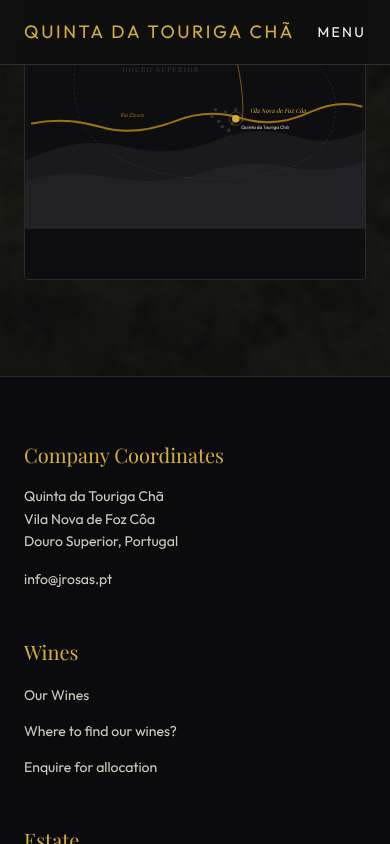 QUINTA DA TOURIGA CHÃ
MENU
DOURO SUPERIOR
Rio Douro
Vila Nova de Foz Côa
Quinta da Touriga Chã
Company Coordinates
Quinta da Touriga Chã
Vila Nova de Foz Côa
Douro Superior, Portugal
info@jrosas.pt
Wines
Our Wines
Where to find our wines?
Enquire for allocation
Estate